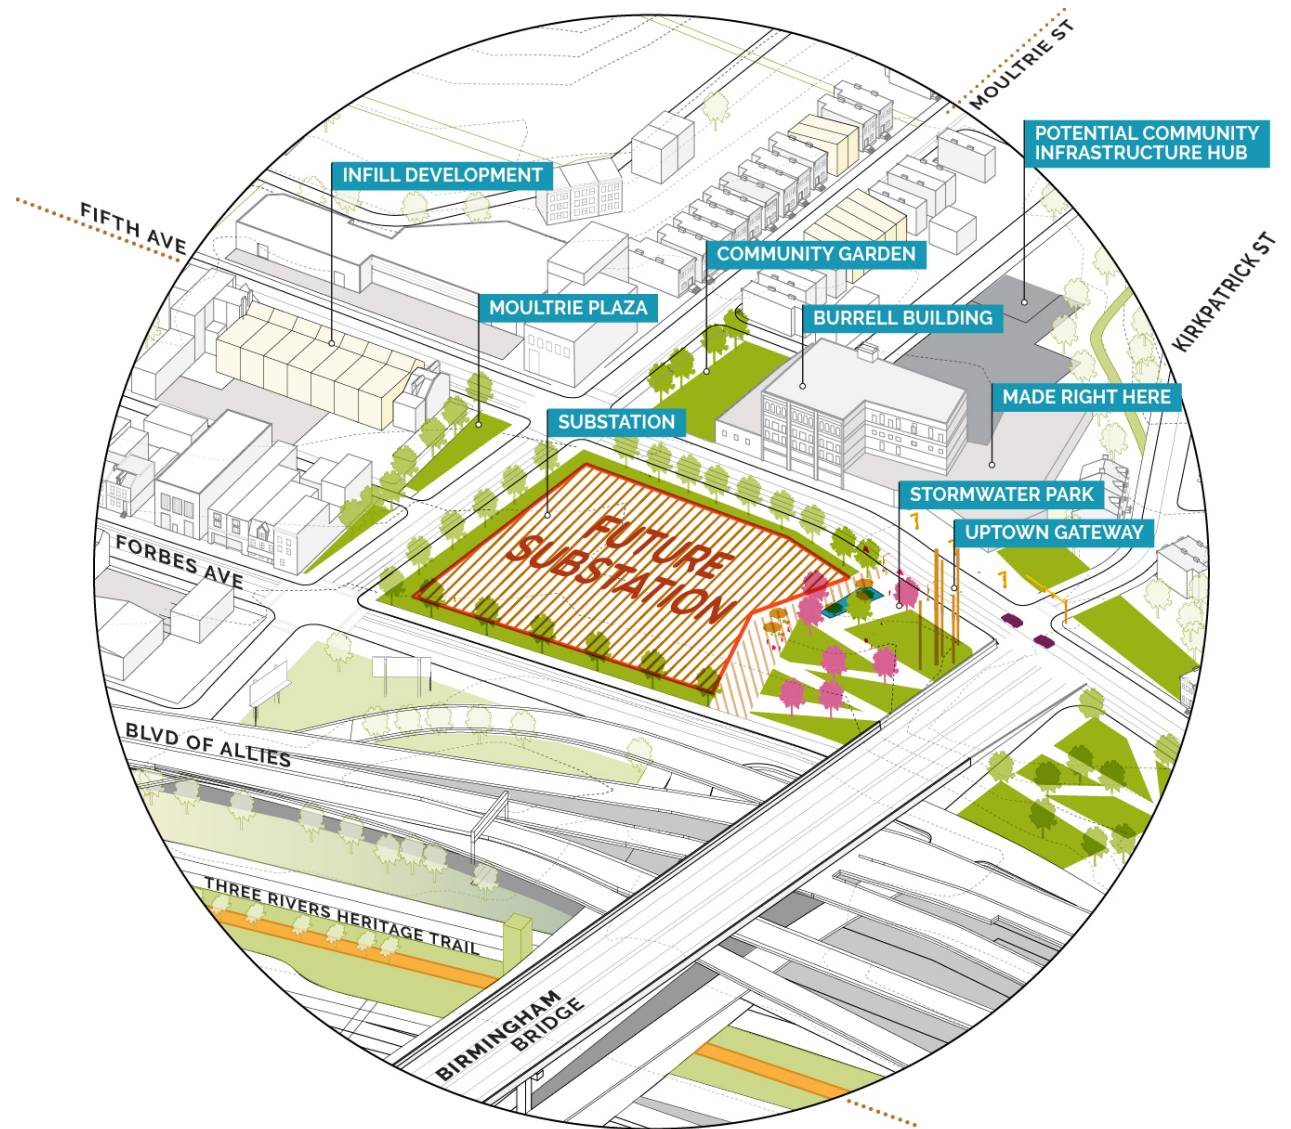 MOULTRIE ST
POTENTIAL COMMUNITY
INFRASTRUCTURE HUB
INFILL DEVELOPMENT
FIFTH AVE
COMMUNITY GARDEN
KIRKPATRICK ST
MOULTRIE PLAZA
BURRELL BUILDING
MADE RIGHT HERE
SUBSTATION
STORMWATER PARK
UPTOWN GATEWAY
FUTURE
SUBSTATION
FORBES AVE
BLVD OF ALLIES
THREE RIVERS HERITAGE TRAIL
BIRMINGHAM
BRIDGE